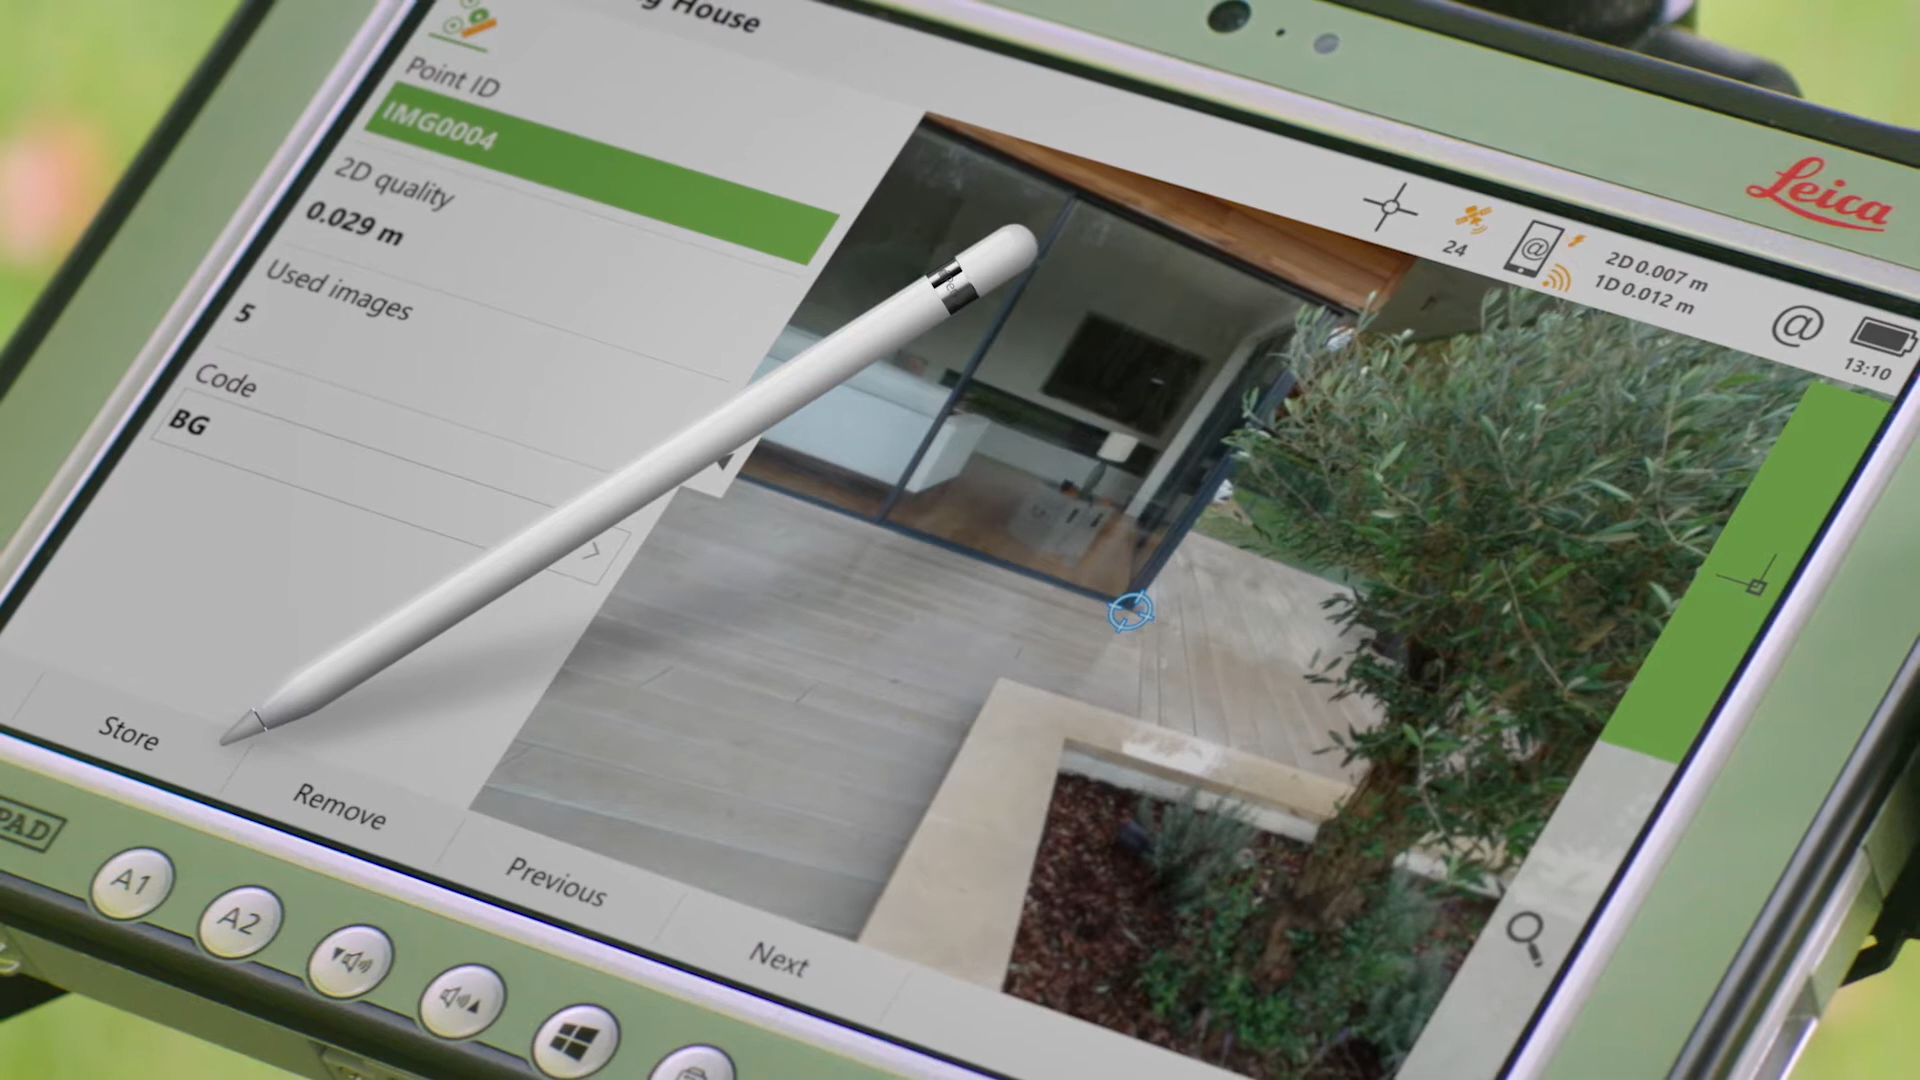 House
Point ID
IMG0004
2D quality
0.029 m
Used images
5
Code
BG
Store
Remove
Previous
Next
24
@
2D 0.007 m
1D 0.012 m
@
13:10
Leica
PAD
A1
A2